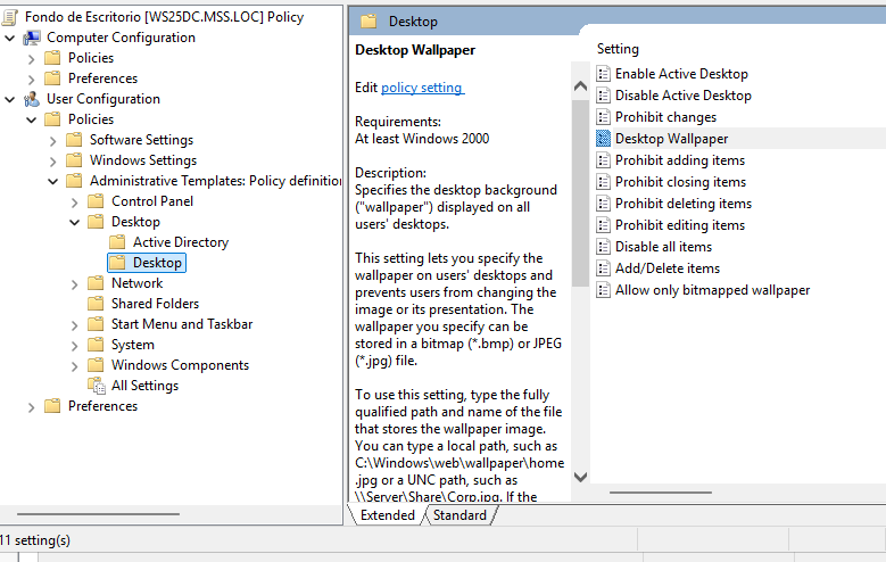 Fondo de Escritorio [WS25DC.MSS.LOC] Policy
Computer Configuration
Policies
Preferences
User Configuration
Policies
Software Settings
Windows Settings
Administrative Templates: Policy definition
Control Panel
Desktop
Active Directory
Desktop
Network
Shared Folders
Start Menu and Taskbar
System
Windows Components
All Settings
Preferences
Desktop
Desktop Wallpaper
Edit policy setting
Requirements:
At least Windows 2000
Description:
Specifies the desktop background
("wallpaper") displayed on all
users' desktops.
This setting lets you specify the
wallpaper on users' desktops and
prevents users from changing the
image or its presentation. The
wallpaper you specify can be
stored in a bitmap (*.bmp) or JPEG
(*.jpg) file.
To use this setting, type the fully
qualified path and name of the file
that stores the wallpaper image.
You can type a local path, such as
C:\Windows\web\wallpaper\home
.jpg or a UNC path, such as
\\Server\Share\Corp.jpg. If the
Setting
Enable Active Desktop
Disable Active Desktop
Prohibit changes
Desktop Wallpaper
Prohibit adding items
Prohibit closing items
Prohibit deleting items
Prohibit editing items
Disable all items
Add/Delete items
Allow only bitmapped wallpaper
Extended
Standard
11 setting(s)